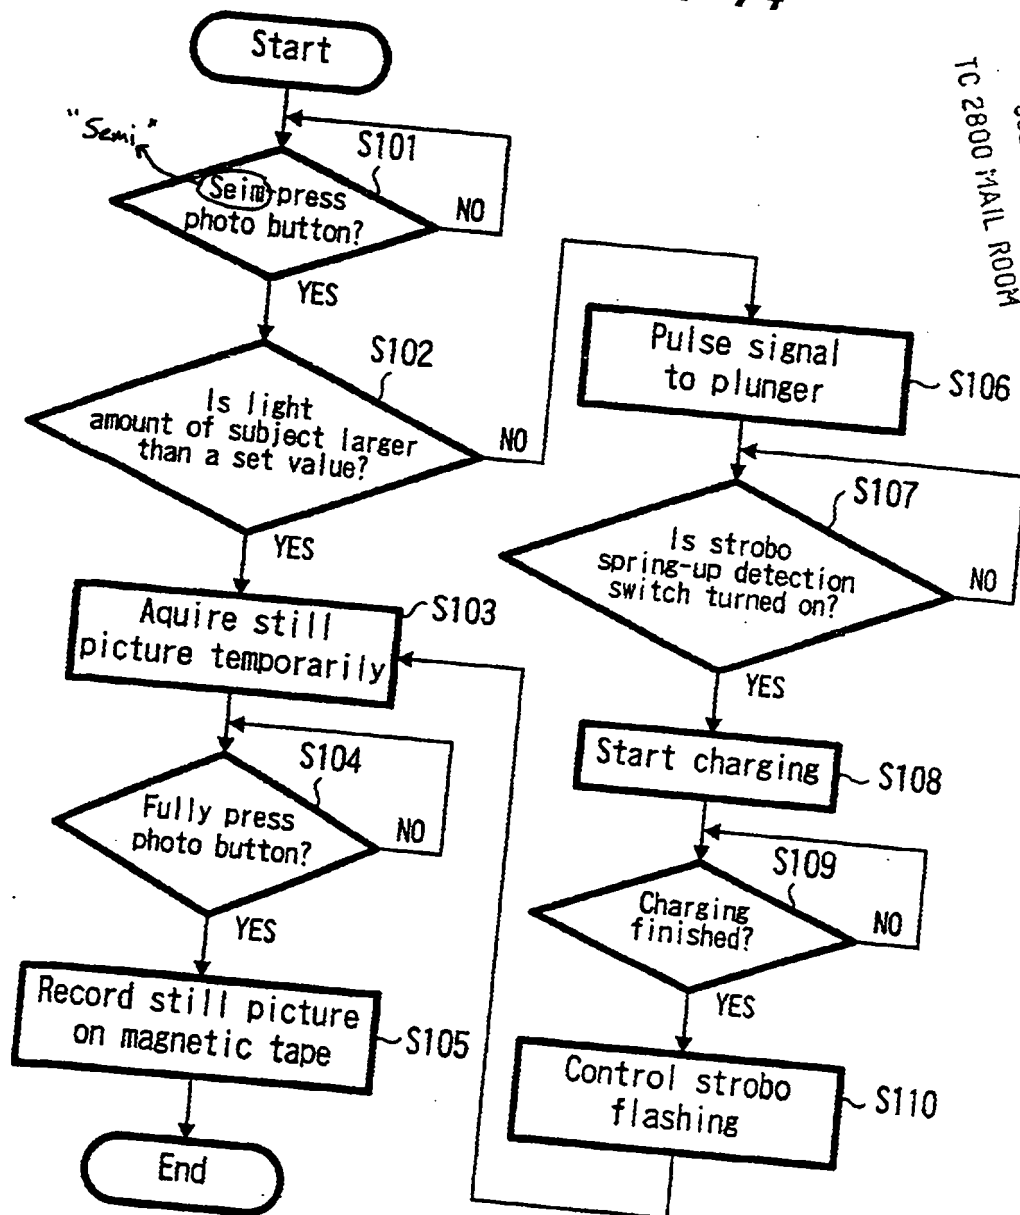 Start
"Semi"
S101
Seim-press
photo button?
NO
YES
S102
Is light
amount of subject larger
than a set value?
NO
YES
S103
Aquire still
picture temporarily
S104
Fully press
photo button?
NO
YES
Record still picture
on magnetic tape
S105
End
Pulse signal
to plunger
S106
S107
Is strobo
spring-up detection
switch turned on?
NO
YES
Start charging
S108
S109
Charging
finished?
NO
YES
Control strobo
flashing
S110
TC 2800 MAIL ROOM